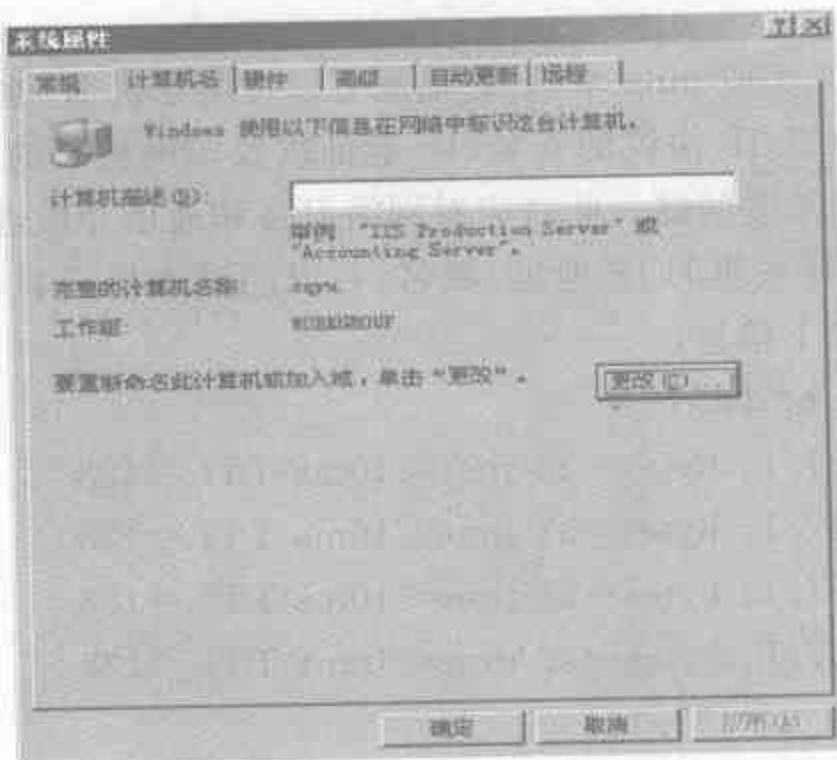 系统属性
常规 计算机名 硬件 高级 自动更新 远程
Windows 使用以下信息在网络中标识这台计算机。
计算机描述(D):
举例: "IIS Production Server" 或
"Accounting Server"。
完整的计算机名称:
工作组: WORKGROUP
要重新命名此计算机或加入域，单击“更改”。
更改(C)...
确定 取消 应用(A)